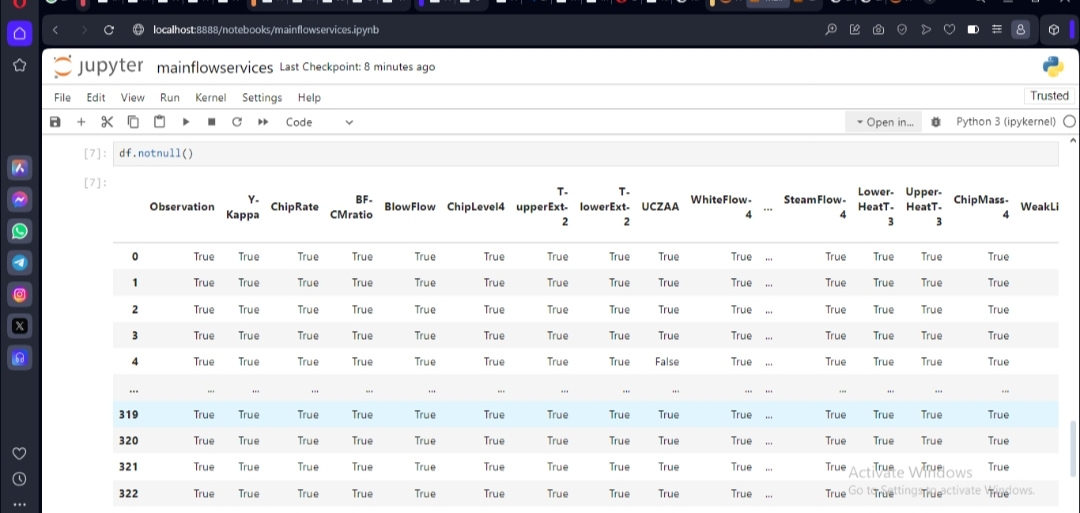 localhost:8888/notebooks/mainflowservices.ipynb
jupyter mainflowservices Last Checkpoint: 8 minutes ago
File Edit View Run Kernel Settings Help Trusted
Code Open in... Python 3 (ipykernel)
[7]: df.notnull()
[7]:
Observation Y-Kappa ChipRate BF-CMratio BlowFlow ChipLevel4 T-upperExt-2 T-lowerExt-2 UCZAA WhiteFlow-4 ... SteamFlow-4 Lower-HeatT-3 Upper-HeatT-3 ChipMass-4 WeakLi
0 True True True True True True True True True True ... True True True True
1 True True True True True True True True True True ... True True True True
2 True True True True True True True True True True ... True True True True
3 True True True True True True True True True True ... True True True True
4 True True True True True True True True False True ... True True True True
... ... ... ... ... ... ... ... ... ... ... ... ... ... ... ...
319 True True True True True True True True True True ... True True True True
320 True True True True True True True True True True ... True True True True
321 True True True True True True True True True True ... True True True True
322 True True True True True True True True True True ... True True True True
Activate Windows
Go to Settings to activate Windows.